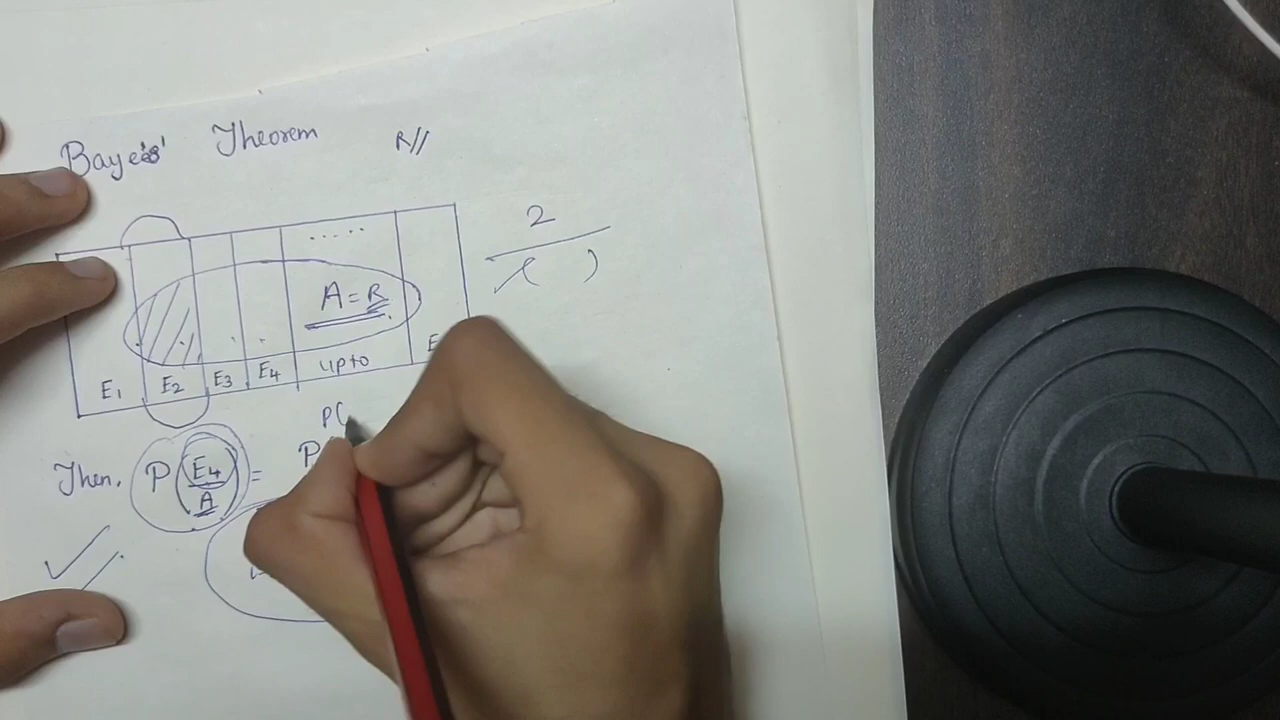 Bayes' Theorem R//
2
( )
.....
A = R
E1 E2 E3 E4 upto E
P(
P
Then, P(E4/A) =